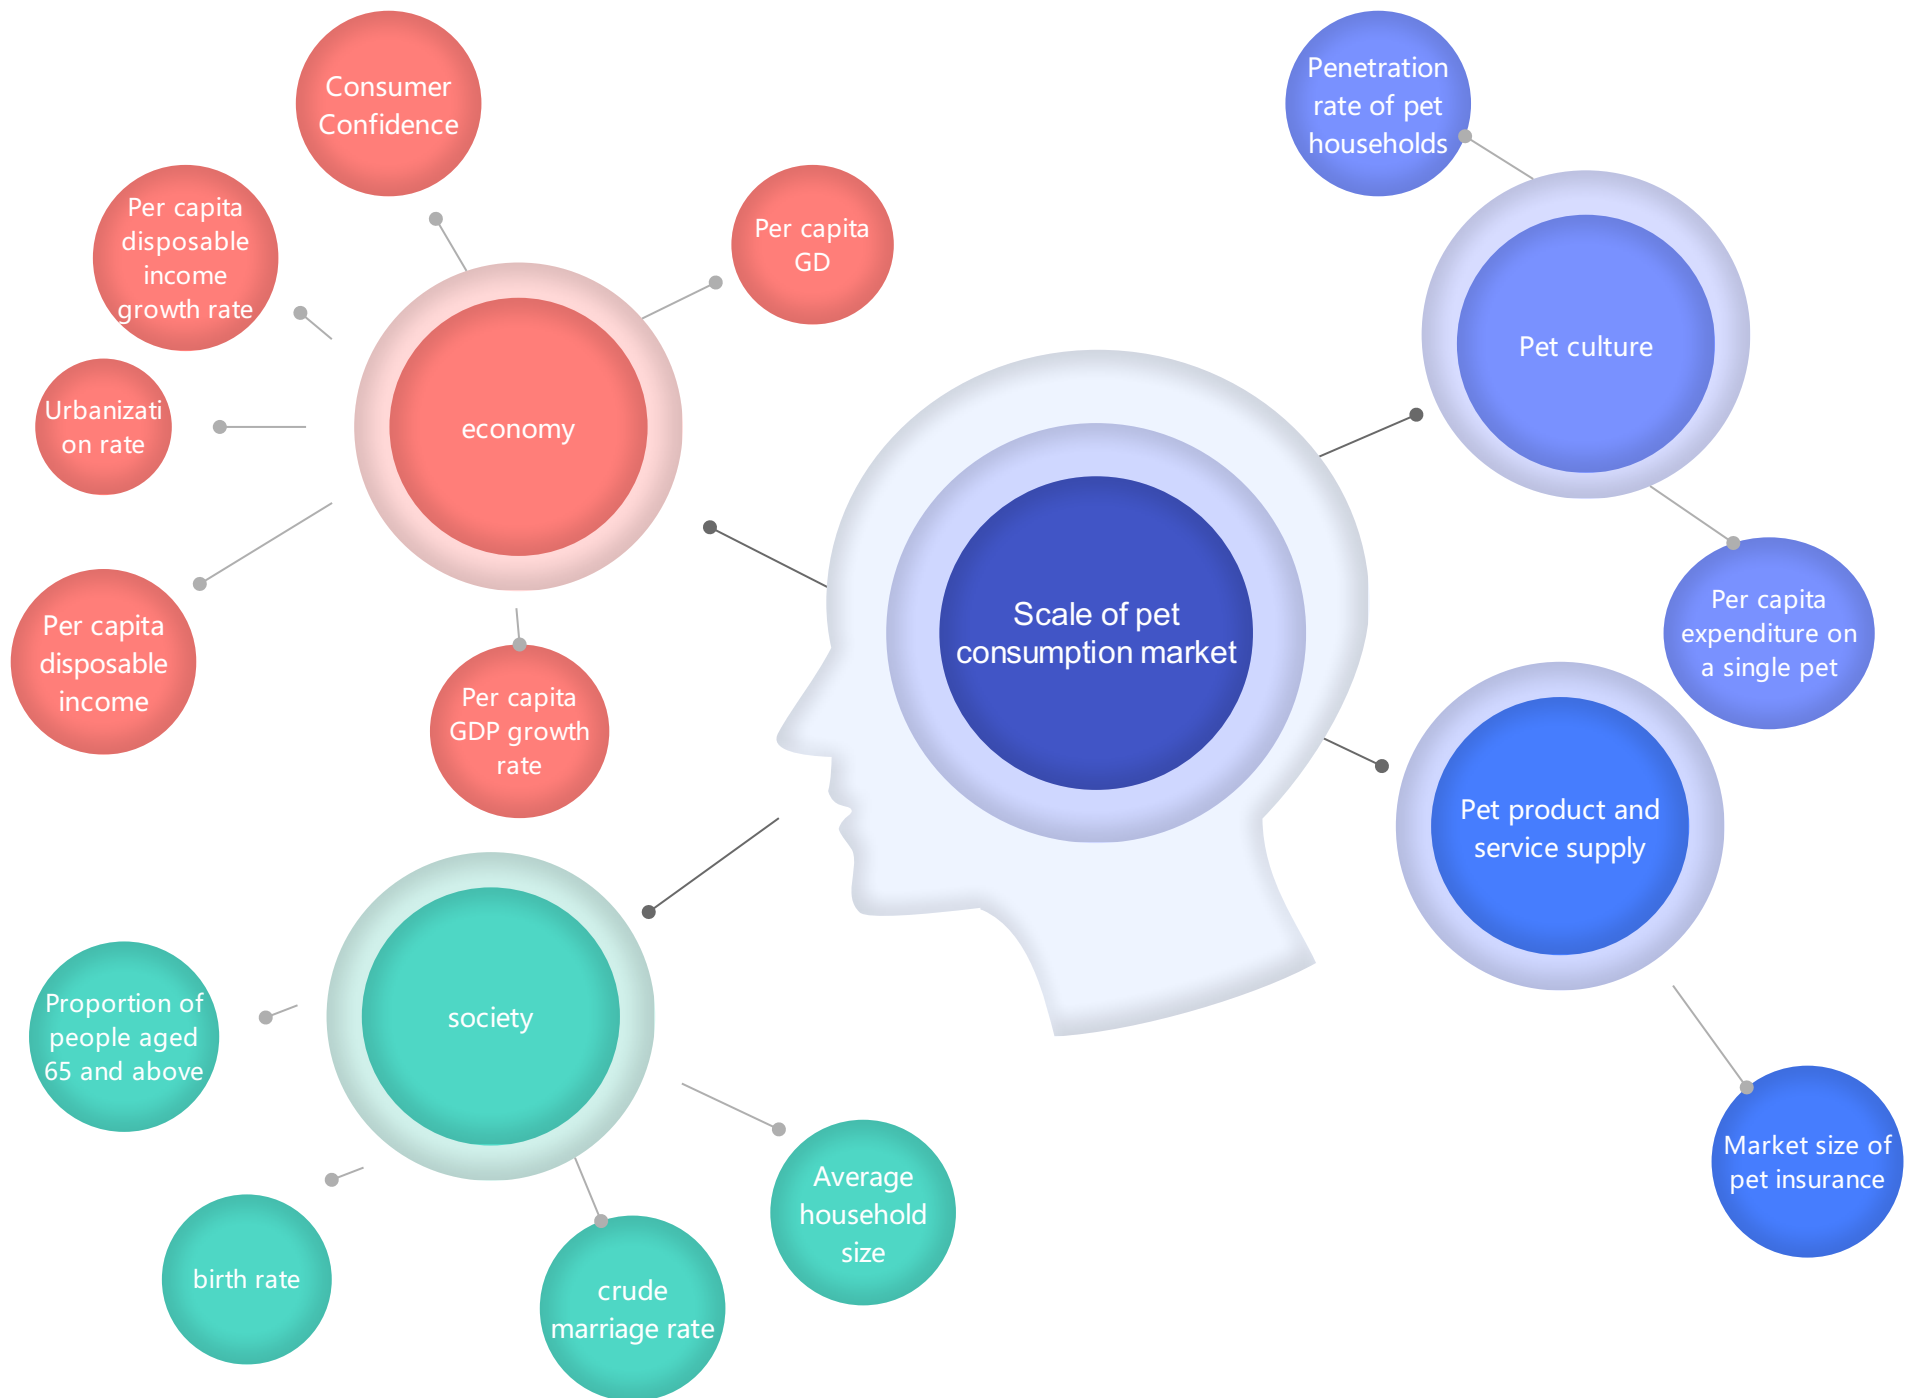 Consumer
Confidence
Per capita
disposable
income
growth rate
Per capita
GD
Urbanizati
on rate
economy
Per capita
disposable
income
Per capita
GDP growth
rate
Scale of pet
consumption market
Penetration
rate of pet
households
Pet culture
Per capita
expenditure on
a single pet
Pet product and
service supply
Market size of
pet insurance
society
Proportion of
people aged
65 and above
birth rate
crude
marriage rate
Average
household
size